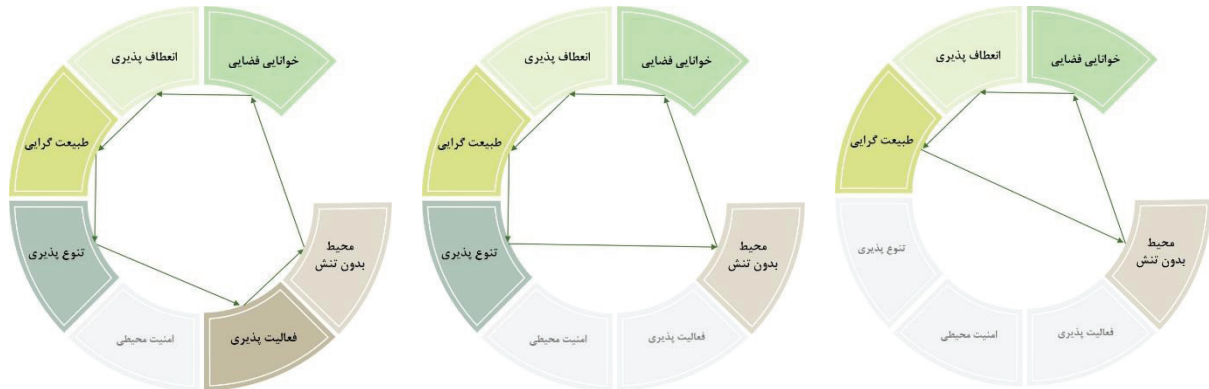 خوانایی فضایی
انعطاف پذیری
طبیعت گرایی
تنوع پذیری
امنیت محیطی
فعالیت پذیری
محیط
بدون تنش
خوانایی فضایی
انعطاف پذیری
طبیعت گرایی
تنوع پذیری
امنیت محیطی
فعالیت پذیری
محیط
بدون تنش
خوانایی فضایی
انعطاف پذیری
طبیعت گرایی
تنوع پذیری
امنیت محیطی
فعالیت پذیری
محیط
بدون تنش